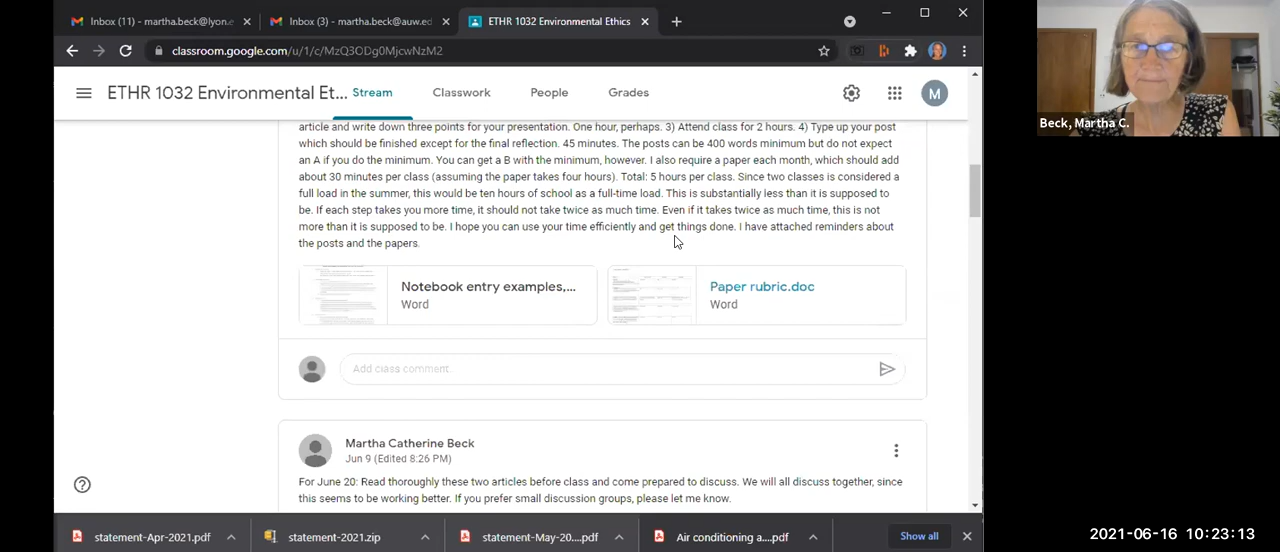 Inbox (11) - martha.beck@lyon.e
Inbox (3) - martha.beck@auw.ed
ETHR 1032 Environmental Ethics
classroom.google.com/u/1/c/MzQ3ODg0MjcwNzM2
ETHR 1032 Environmental Et...
Stream
Classwork
People
Grades
M
article and write down three points for your presentation. One hour, perhaps. 3) Attend class for 2 hours. 4) Type up your post
which should be finished except for the final reflection. 45 minutes. The posts can be 400 words minimum but do not expect
an A if you do the minimum. You can get a B with the minimum, however. I also require a paper each month, which should add
about 30 minutes per class (assuming the paper takes four hours). Total: 5 hours per class. Since two classes is considered a
full load in the summer, this would be ten hours of school as a full-time load. This is substantially less than it is supposed to
be. If each step takes you more time, it should not take twice as much time. Even if it takes twice as much time, this is not
more than it is supposed to be. I hope you can use your time efficiently and get things done. I have attached reminders about
the posts and the papers.
Notebook entry examples,...
Word
Paper rubric.doc
Word
Add class comment
Martha Catherine Beck
Jun 9 (Edited 8:26 PM)
For June 20: Read thoroughly these two articles before class and come prepared to discuss. We will all discuss together, since
this seems to be working better. If you prefer small discussion groups, please let me know.
statement-Apr-2021.pdf
statement-2021.zip
statement-May-20....pdf
Air conditioning a....pdf
Show all
Beck, Martha C.
2021-06-16 10:23:13